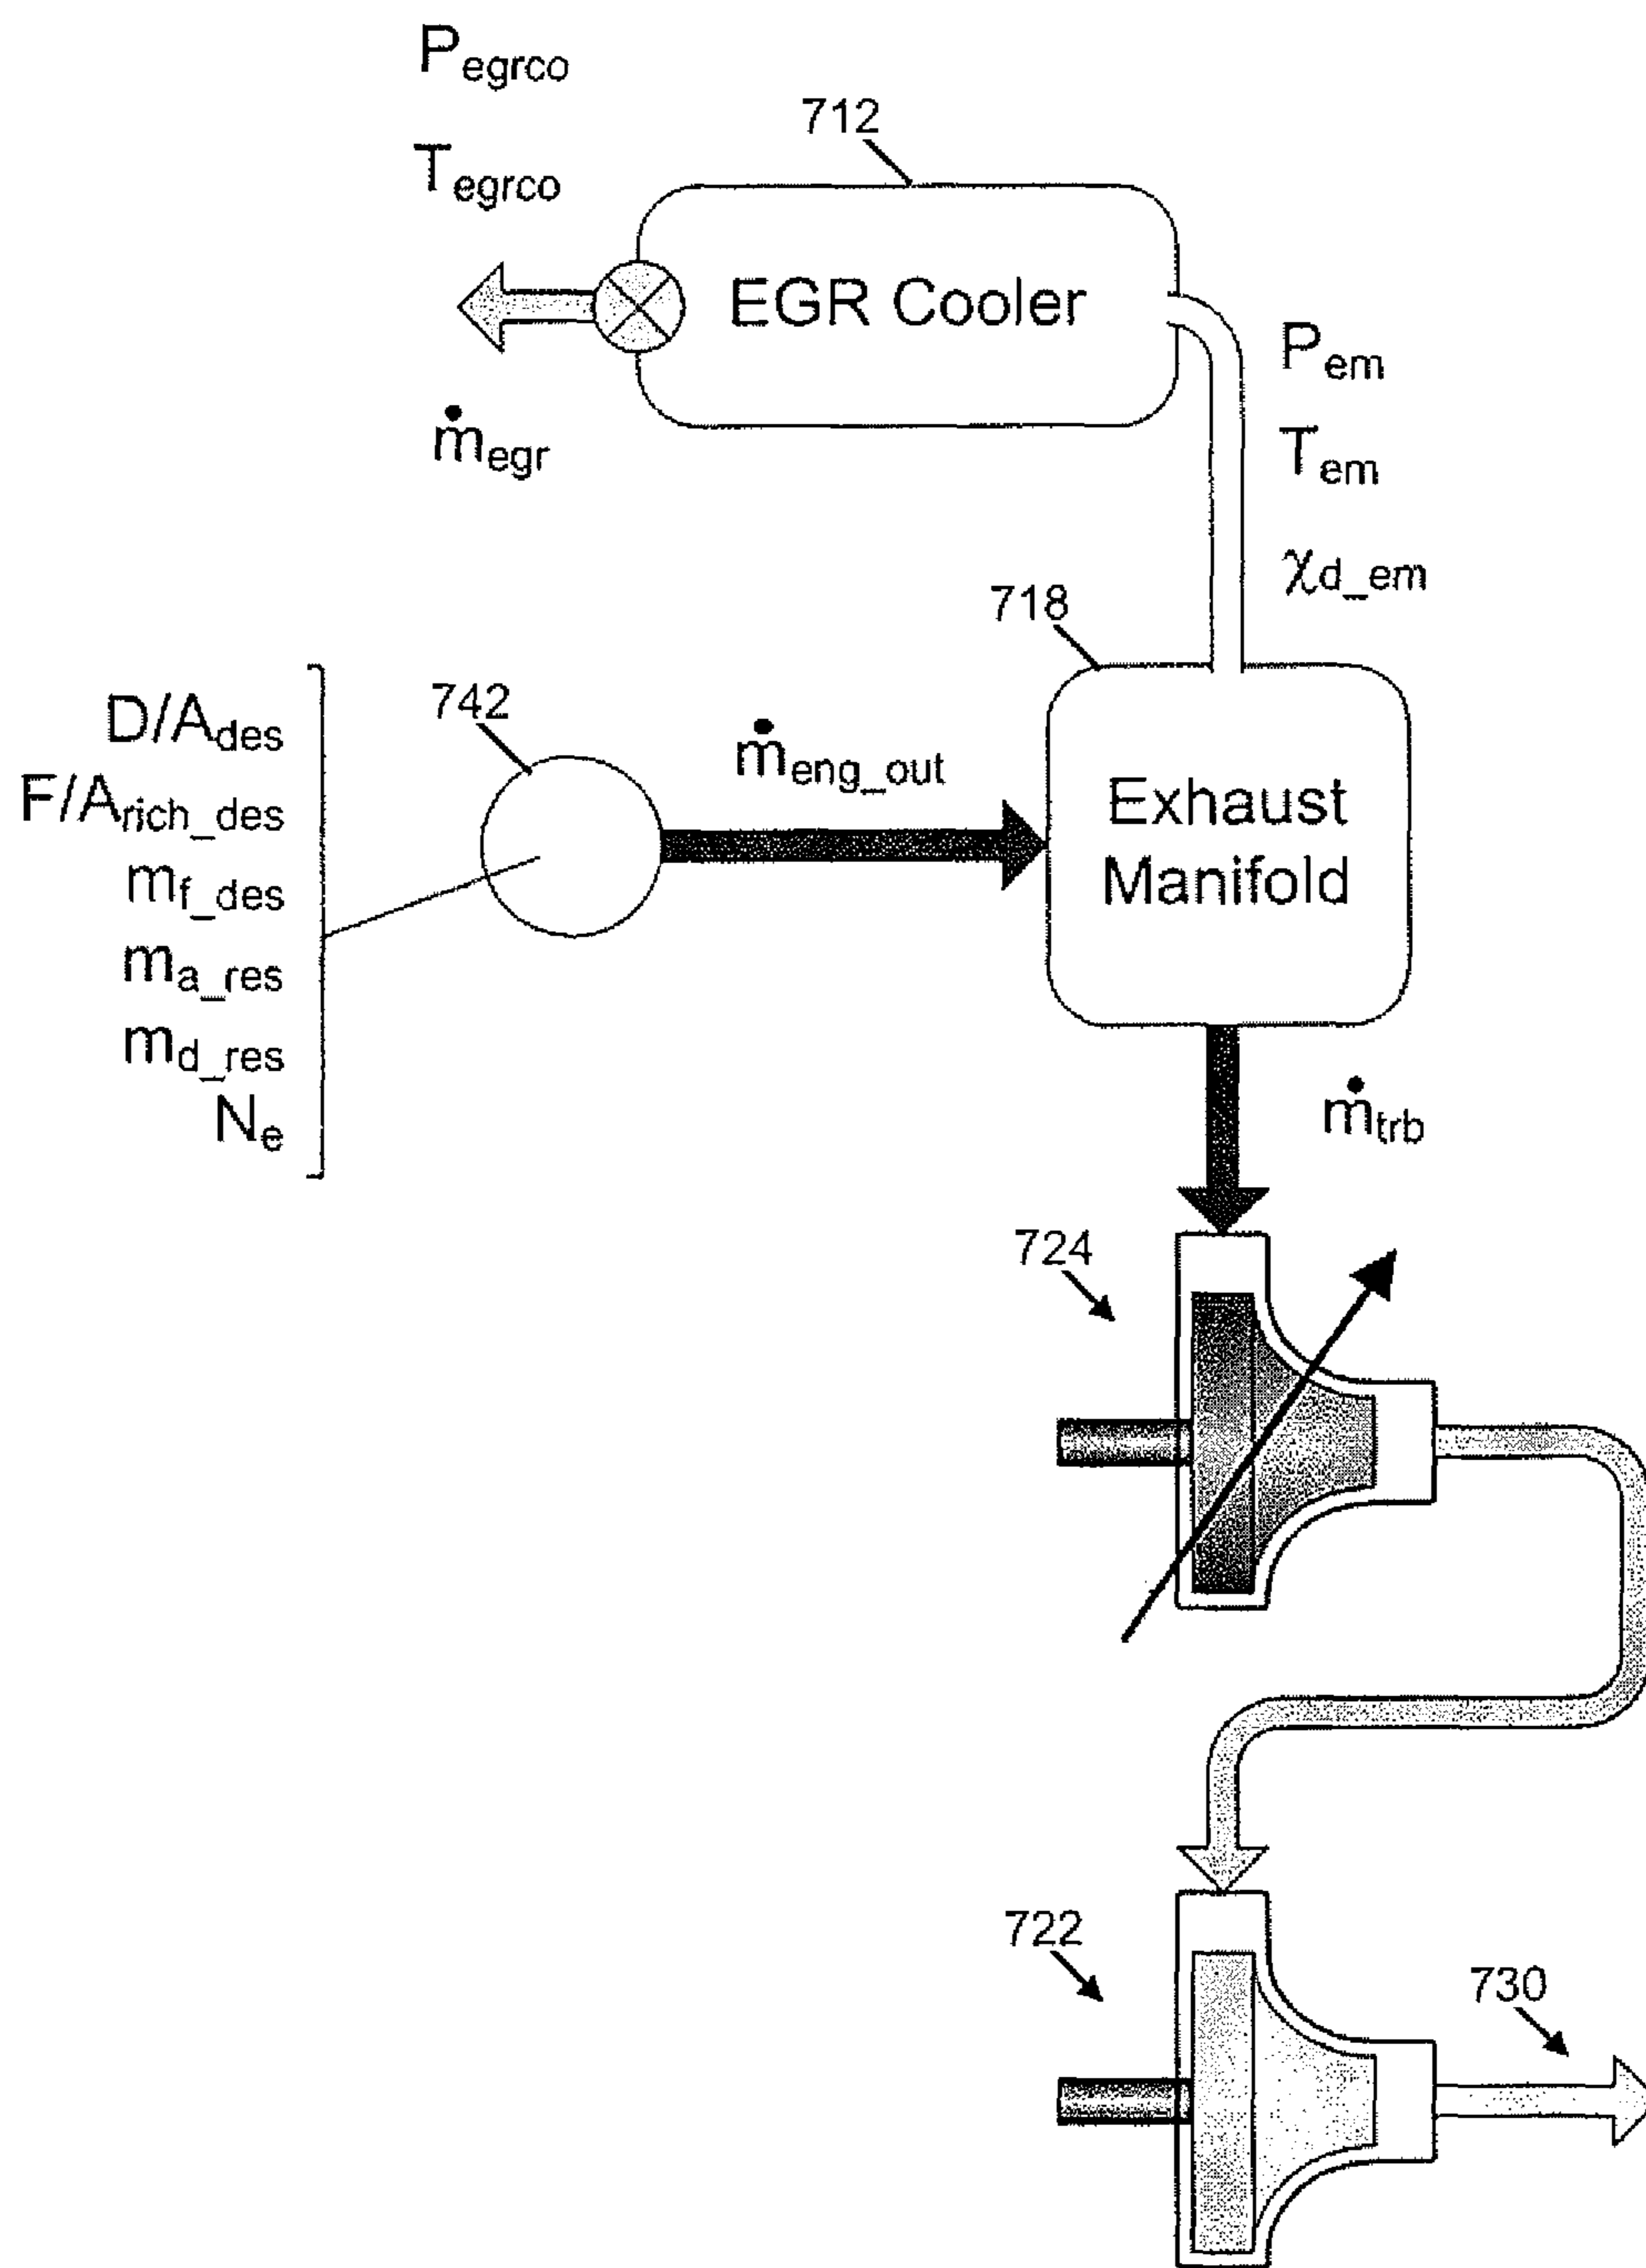 P_egrco
712
T_egrco
EGR Cooler
P_em
ṁ_egr
T_em
χ_d_em
718
742
D/A_des
ṁ_eng_out
F/A_rich_des
Exhaust
Manifold
m_f_des
m_a_res
m_d_res
N_e
ṁ_trb
724
722
730